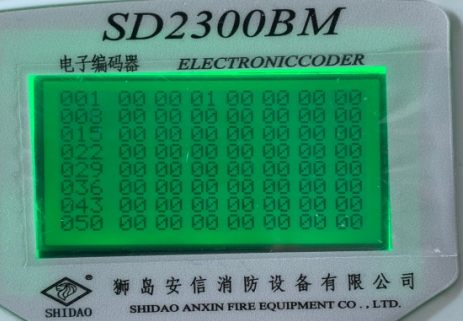 SD2300BM
电子编码器 ELECTRONICCODER
001 00 00 01 00 00 00 00
008 00 00 00 00 00 00 00
015 00 00 00 00 00 00 00
022 00 00 00 00 00 00 00
029 00 00 00 00 00 00 00
036 00 00 00 00 00 00 00
043 00 00 00 00 00 00 00
050 00 00 00 00 00 00 00
狮岛安信消防设备有限公司
SHIDAO ANXIN FIRE EQUIPMENT CO., LTD.
SHIDAO